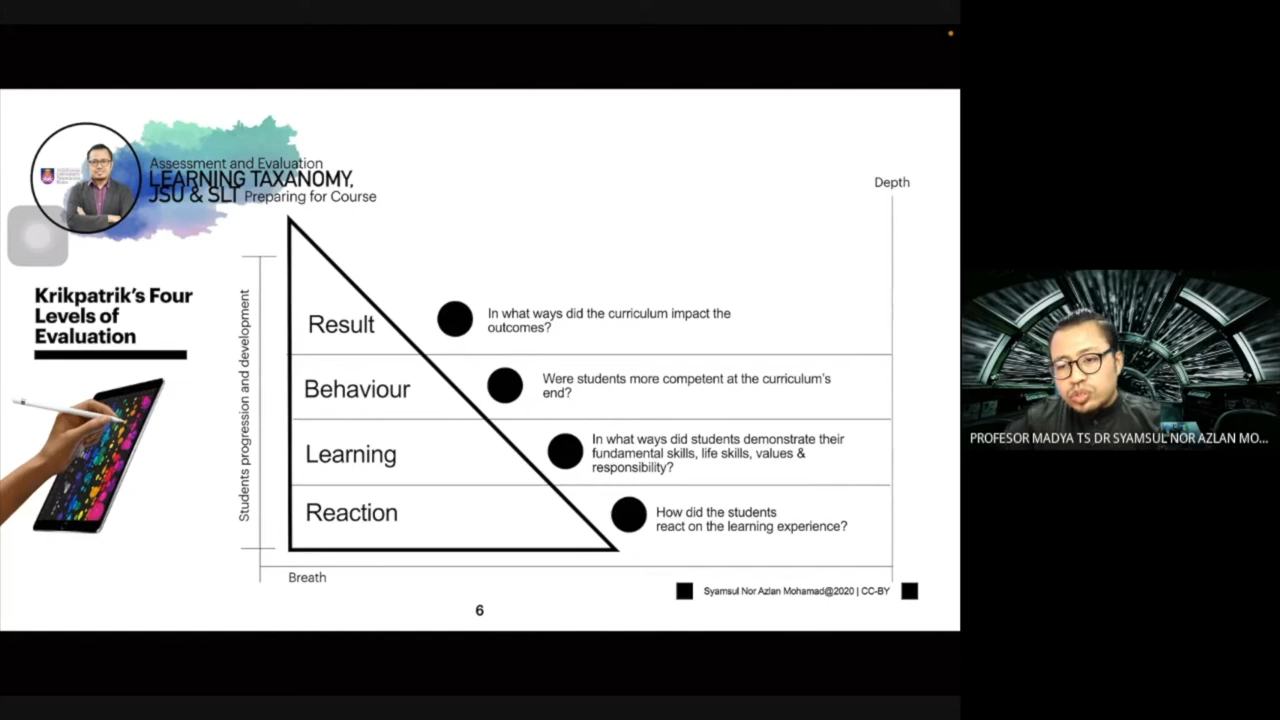 Assessment and Evaluation
LEARNING TAXANOMY,
JSU & SLT Preparing for Course
Depth
Krikpatrik's Four
Levels of
Evaluation
Students progression and development
Result
In what ways did the curriculum impact the
outcomes?
Behaviour
Were students more competent at the curriculum's
end?
Learning
In what ways did students demonstrate their
fundamental skills, life skills, values &
responsibility?
Reaction
How did the students
react on the learning experience?
Breath
Syamsul Nor Azlan Mohamad@2020 | CC-BY
6
PROFESOR MADYA TS DR SYAMSUL NOR AZLAN MO...